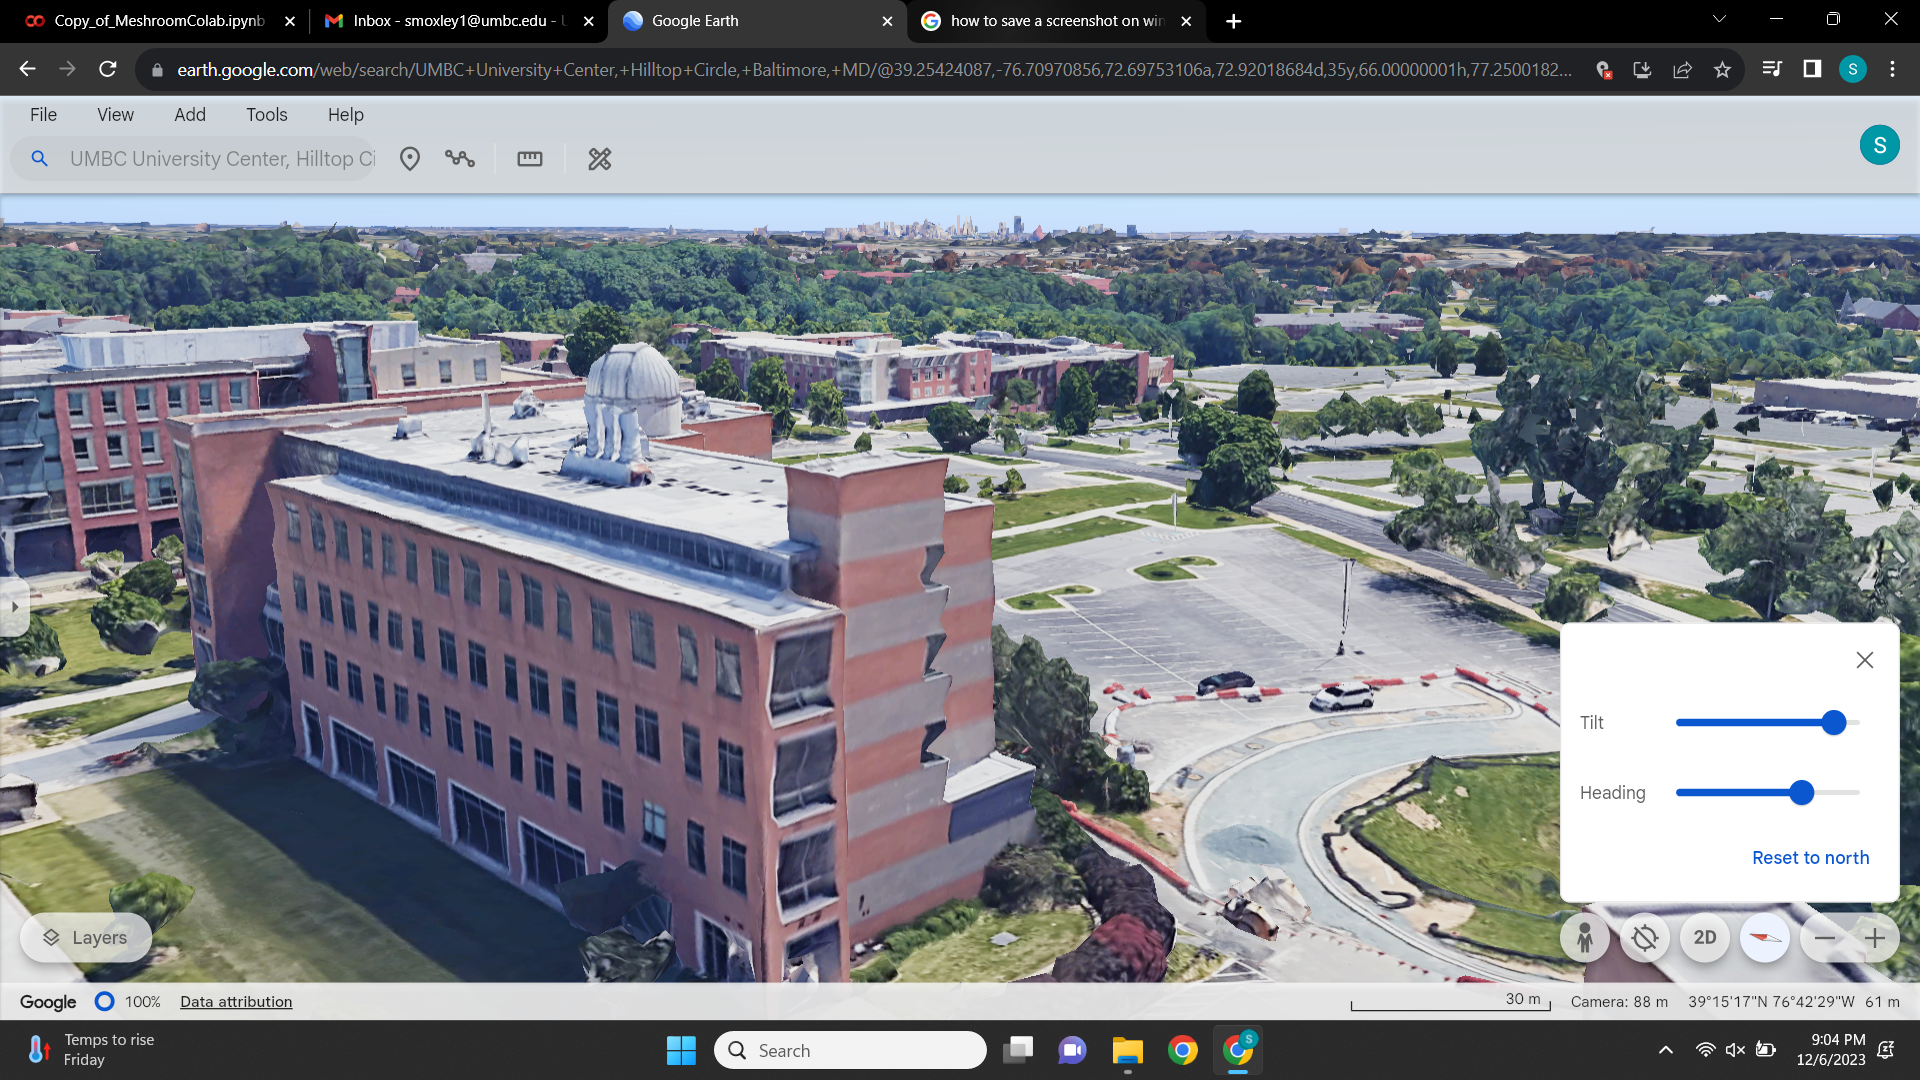 Copy_of_MeshroomColab.ipynb
Inbox - smoxley1@umbc.edu - U
Google Earth
how to save a screenshot on win
earth.google.com/web/search/UMBC+University+Center,+Hilltop+Circle,+Baltimore,+MD/@39.25424087,-76.70970856,72.69753106a,72.92018684d,35y,66.00000001h,77.2500182...
S
File View Add Tools Help
UMBC University Center, Hilltop Ci
S
Tilt
Heading
Reset to north
Layers
2D
Google 100% Data attribution
30 m Camera: 88 m 39°15'17"N 76°42'29"W 61 m
Temps to rise
Friday
Search
S
9:04 PM
12/6/2023